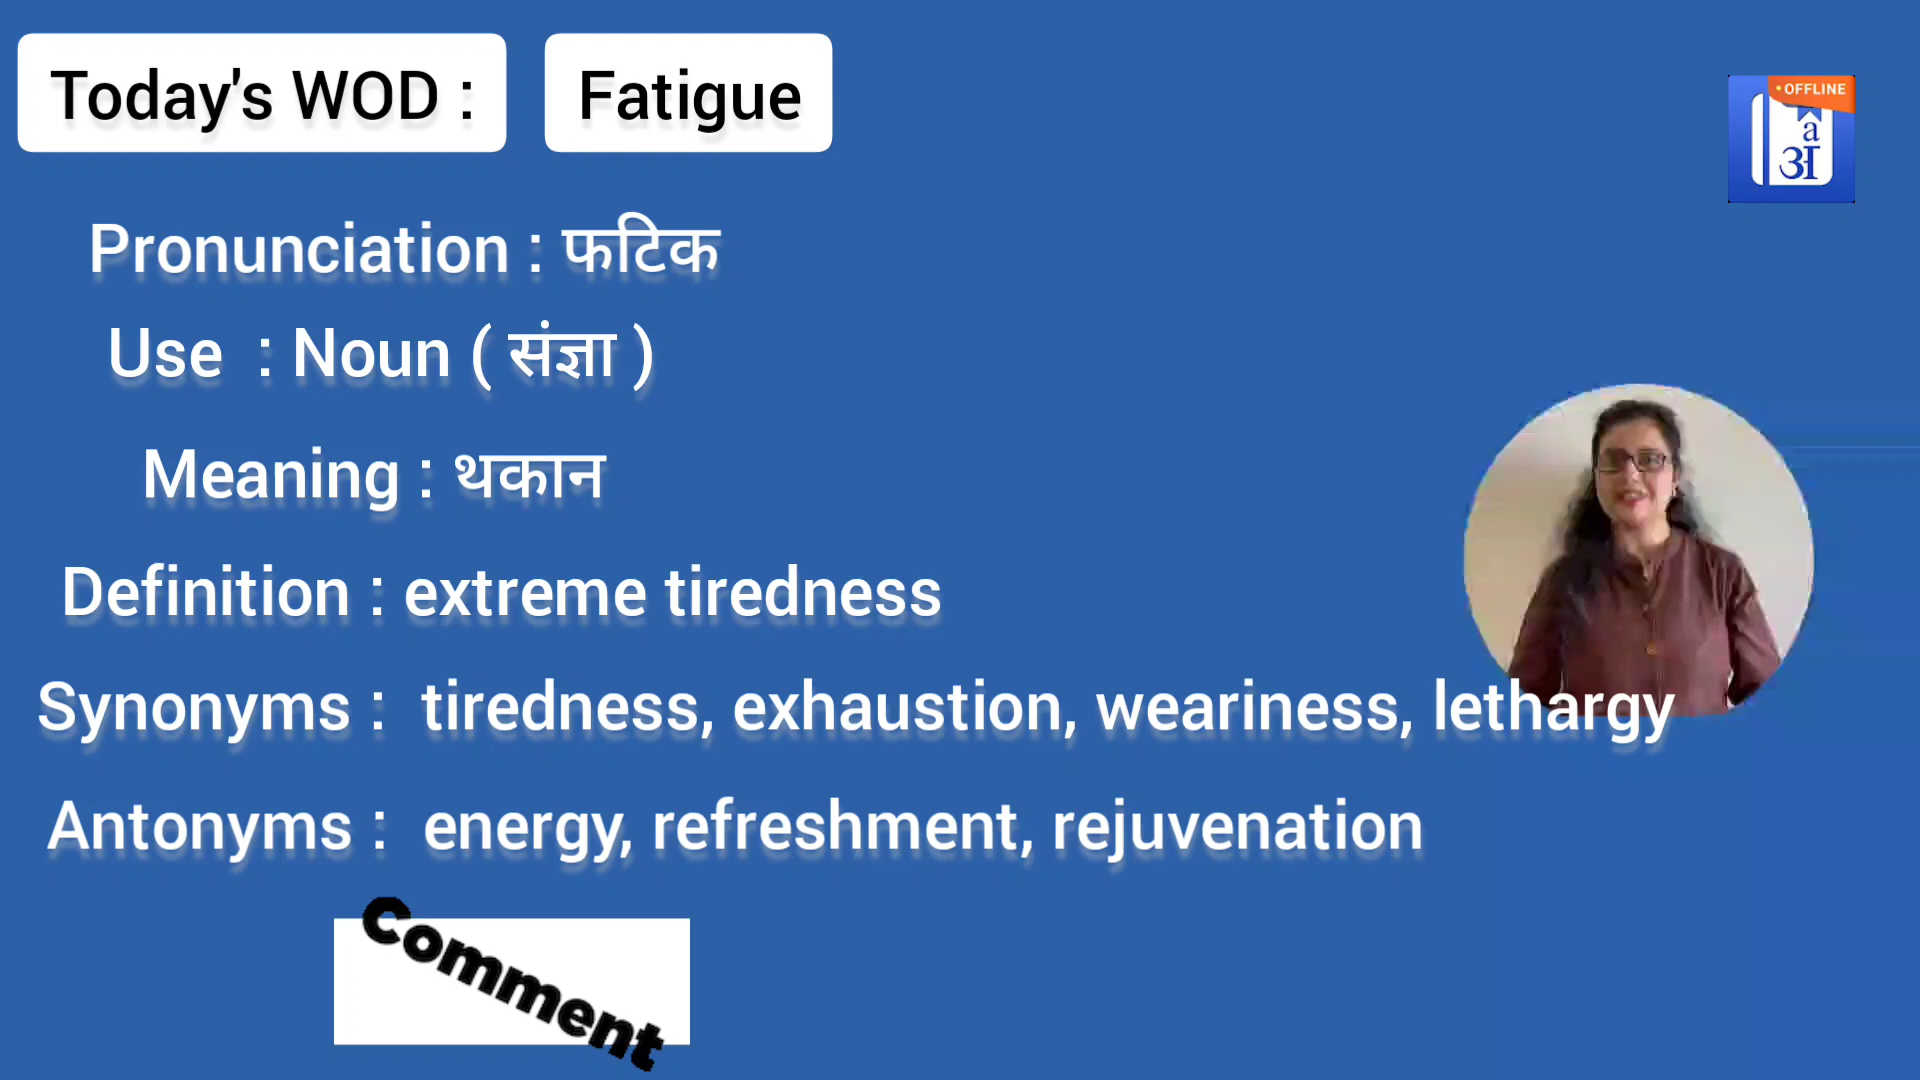 Today's WOD : Fatigue
• OFFLINE
a
अ
Pronunciation : फटिक
Use : Noun ( संज्ञा )
Meaning : थकान
Definition : extreme tiredness
Synonyms : tiredness, exhaustion, weariness, lethargy
Antonyms : energy, refreshment, rejuvenation
Comment